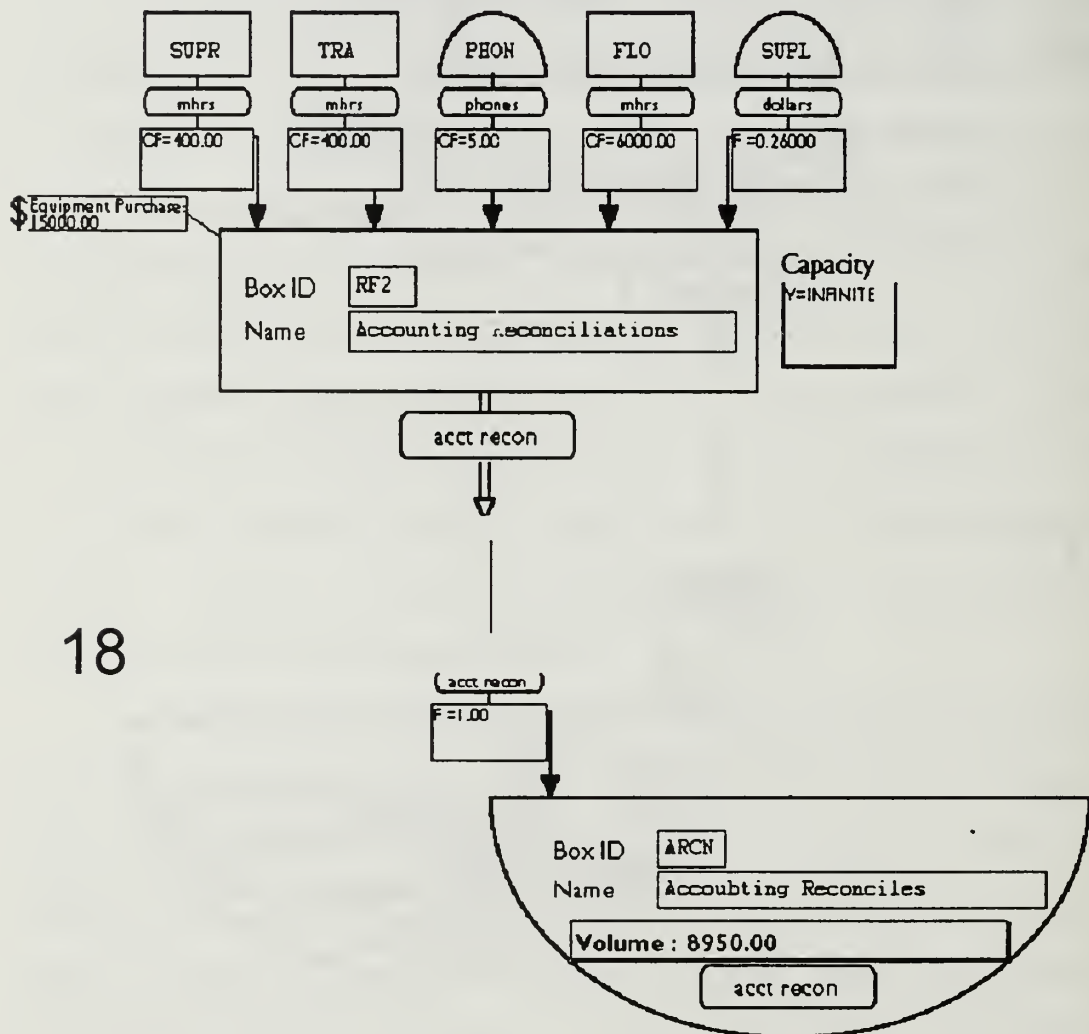 SUPR
TRA
PHON
FLO
SUPL
mhrs
mhrs
phones
mhrs
dollars
CF=400.00
CF=400.00
CF=5.00
CF=6000.00
F =0.26000
$ Equipment Purchase:
15000.00
Capacity
Y=INFINITE
Box ID RF2
Name Accounting Reconciliations
acct recon
18
acct recon
F =1.00
Box ID ARCN
Name Accoubting Reconciles
Volume : 8950.00
acct recon